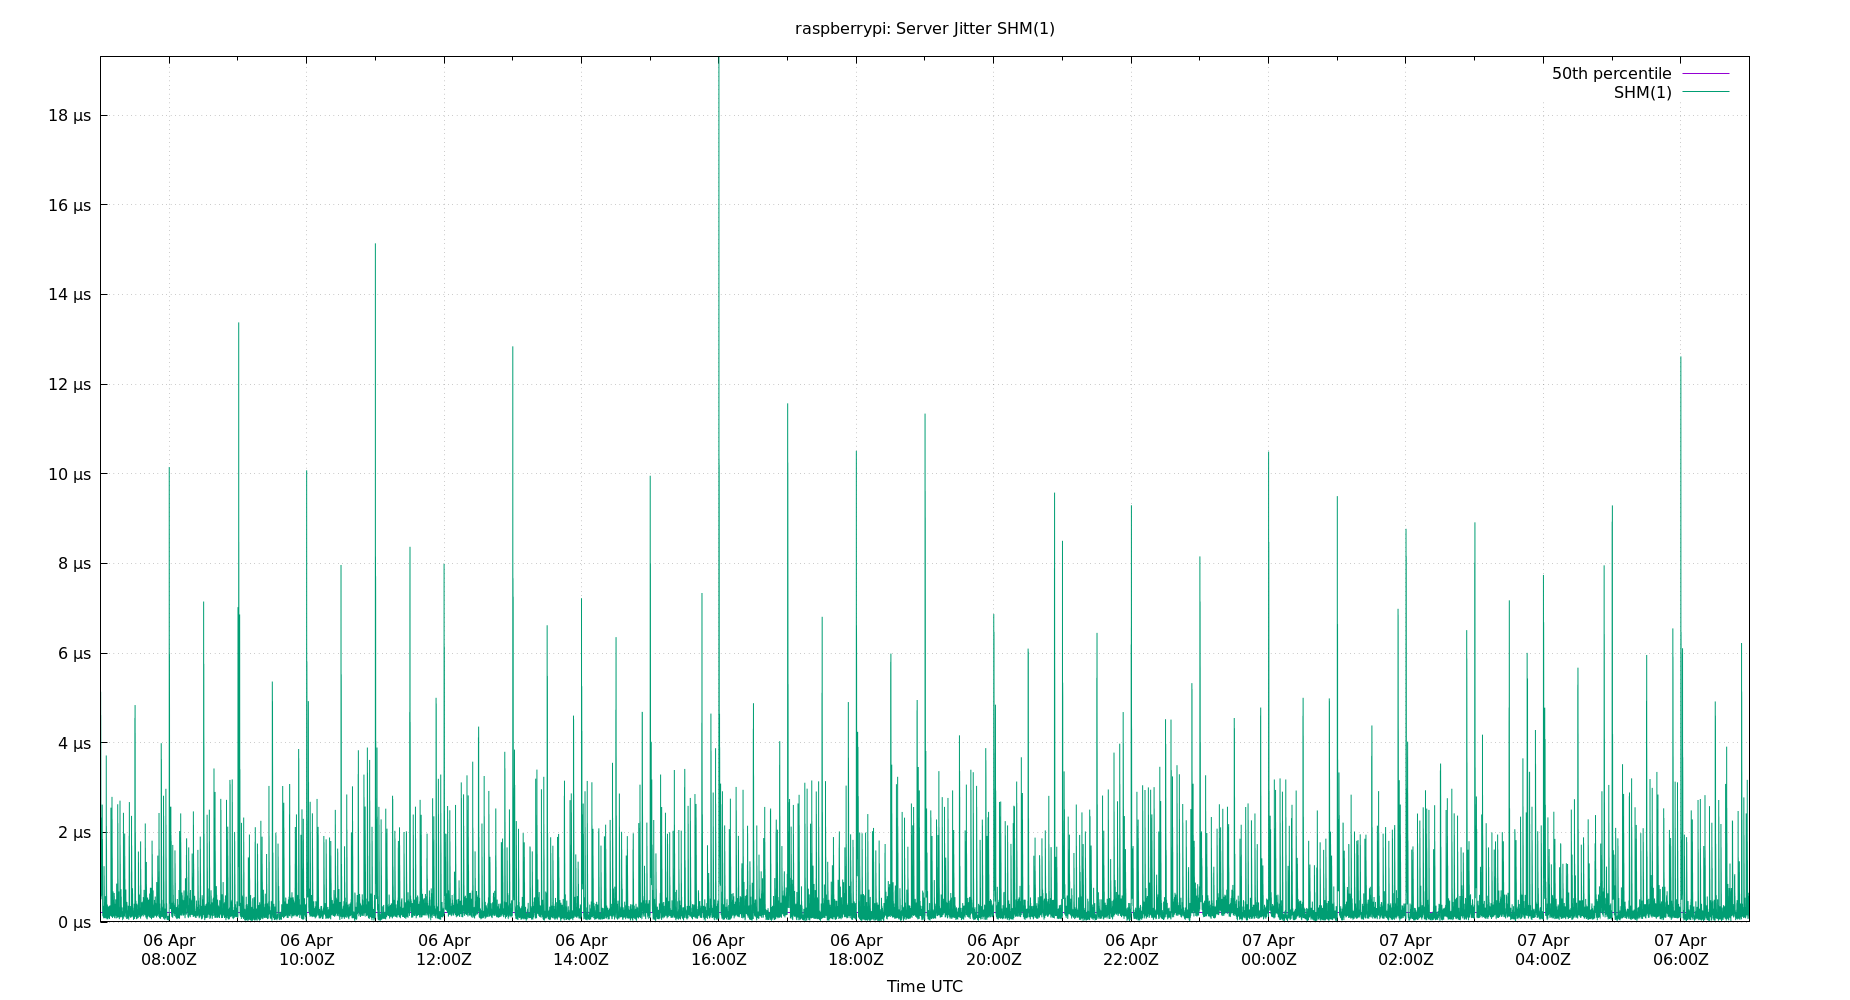 raspberrypi: Server Jitter SHM(1)
50th percentile
SHM(1)
18 µs
16 µs
14 µs
12 µs
10 µs
8 µs
6 µs
4 µs
2 µs
0 µs
06 Apr 06 Apr 06 Apr 06 Apr 06 Apr 06 Apr 06 Apr 06 Apr 07 Apr 07 Apr 07 Apr 07 Apr
08:00Z 10:00Z 12:00Z 14:00Z 16:00Z 18:00Z 20:00Z 22:00Z 00:00Z 02:00Z 04:00Z 06:00Z
Time UTC